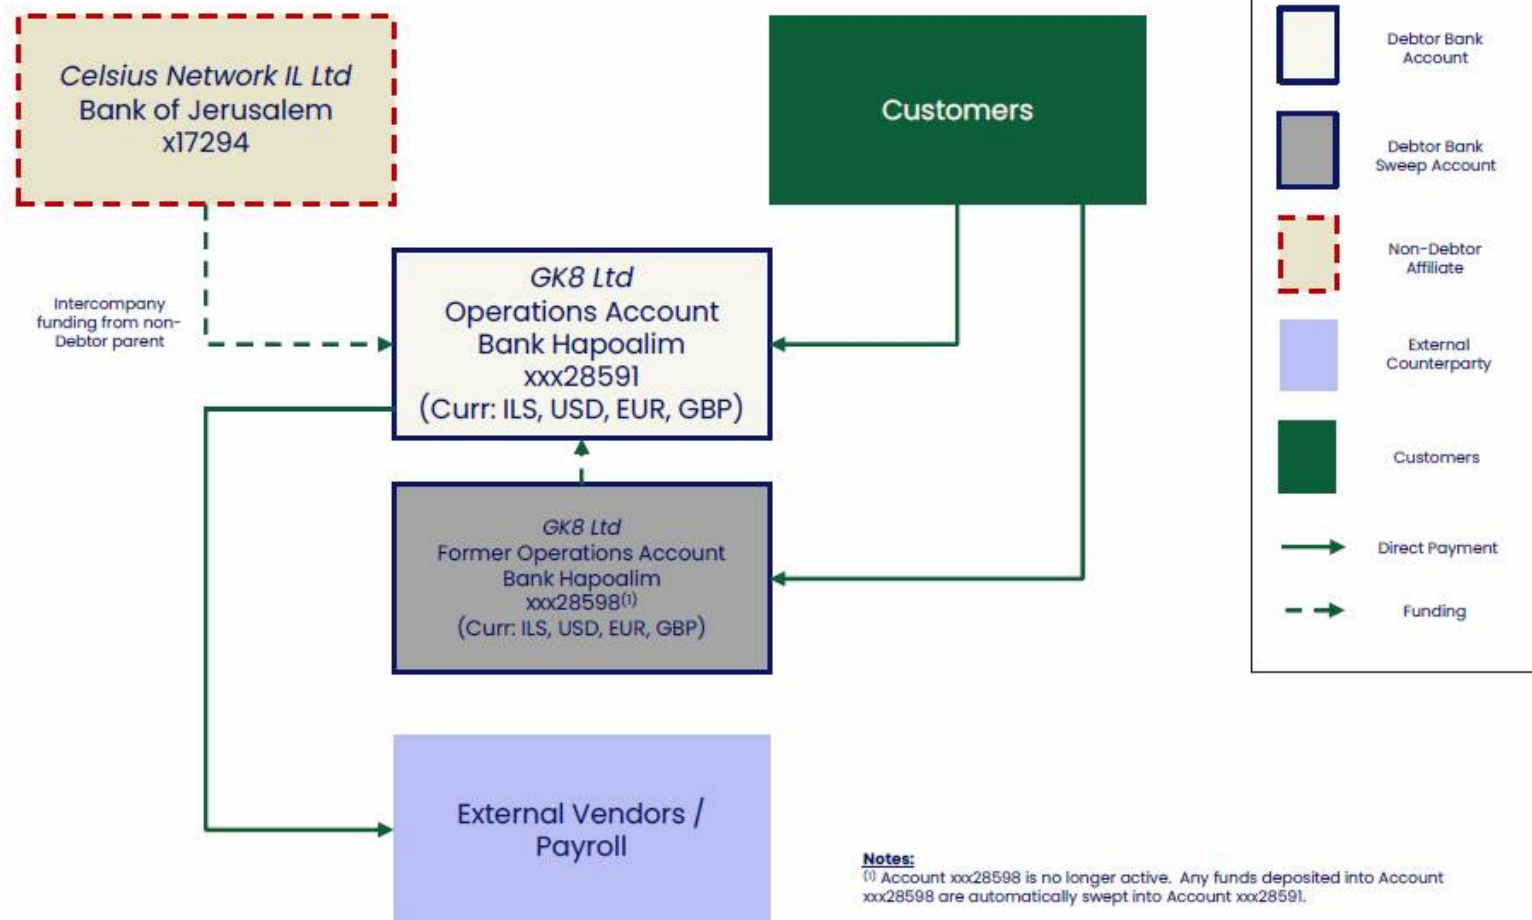 Celsius Network IL Ltd
Bank of Jerusalem
x17294
Customers
Intercompany
funding from non-
Debtor parent
GK8 Ltd
Operations Account
Bank Hapoalim
xxx28591
(Curr: ILS, USD, EUR, GBP)
GK8 Ltd
Former Operations Account
Bank Hapoalim
xxx28598(1)
(Curr: ILS, USD, EUR, GBP)
External Vendors /
Payroll
Debtor Bank
Account
Debtor Bank
Sweep Account
Non-Debtor
Affiliate
External
Counterparty
Customers
Direct Payment
Funding
Notes:
(1) Account xxx28598 is no longer active. Any funds deposited into Account
xxx28598 are automatically swept into Account xxx28591.